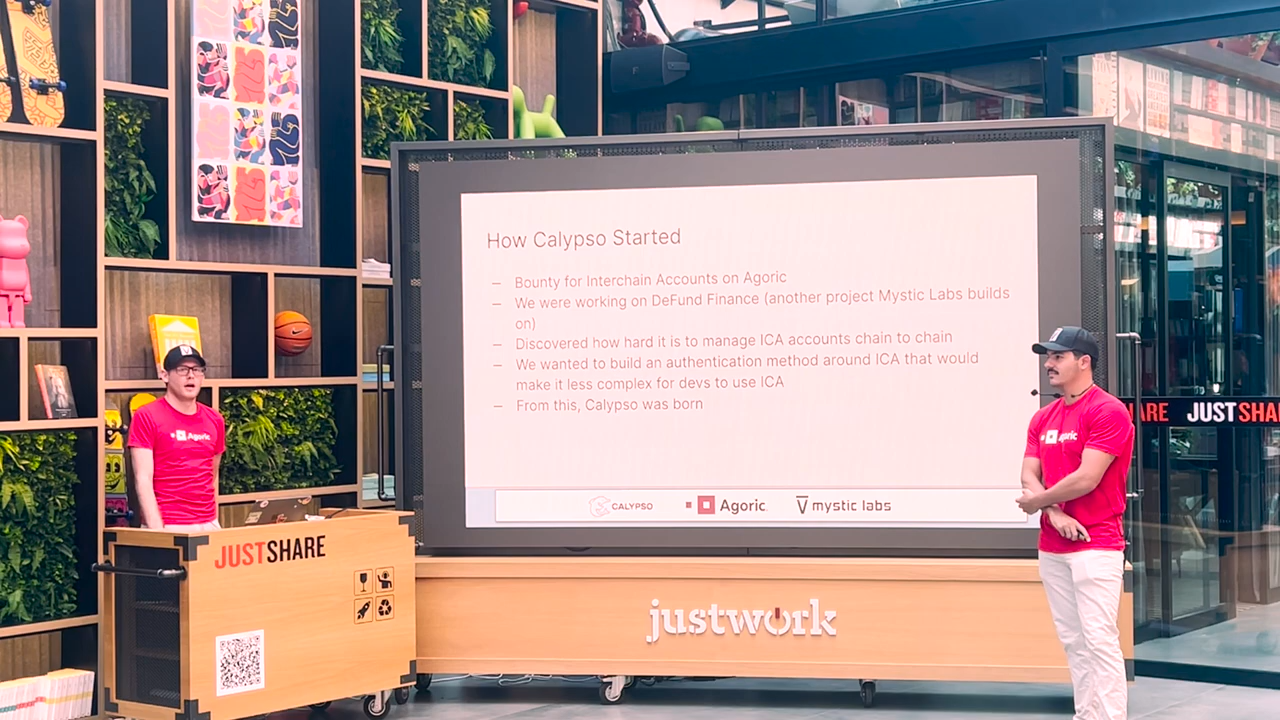 How Calypso Started
– Bounty for Interchain Accounts on Agoric
– We were working on DeFund Finance (another project Mystic Labs builds
on)
– Discovered how hard it is to manage ICA accounts chain to chain
– We wanted to build an authentication method around ICA that would
make it less complex for devs to use ICA
– From this, Calypso was born
CALYPSO
Agoric
mystic labs
Agoric
Agoric
ARE JUSTSHA
JUSTSHARE
justwork